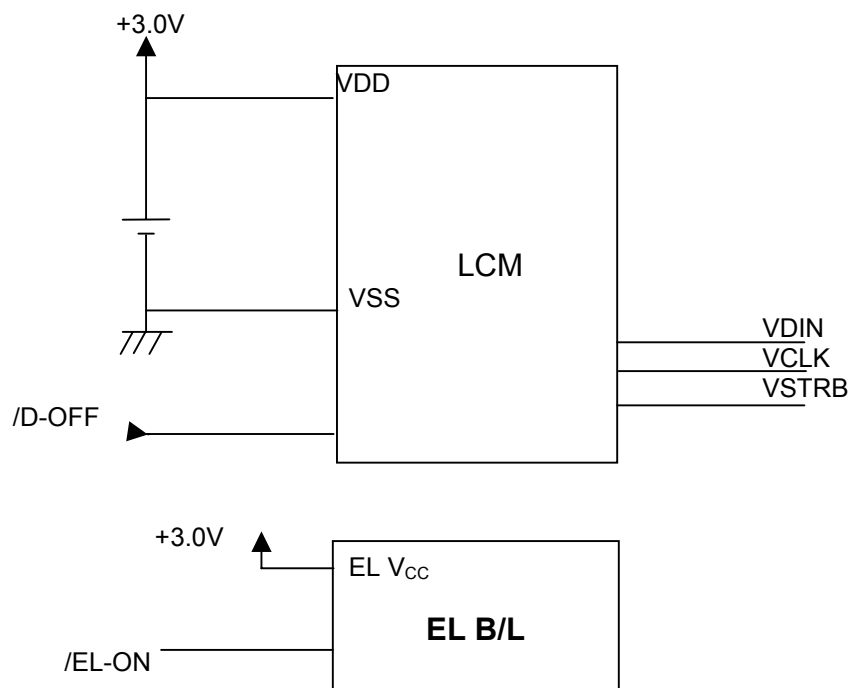 +3.0V
VDD
LCM
VSS
VDIN
VCLK
VSTRB
/D-OFF
+3.0V
EL VCC
EL B/L
/EL-ON